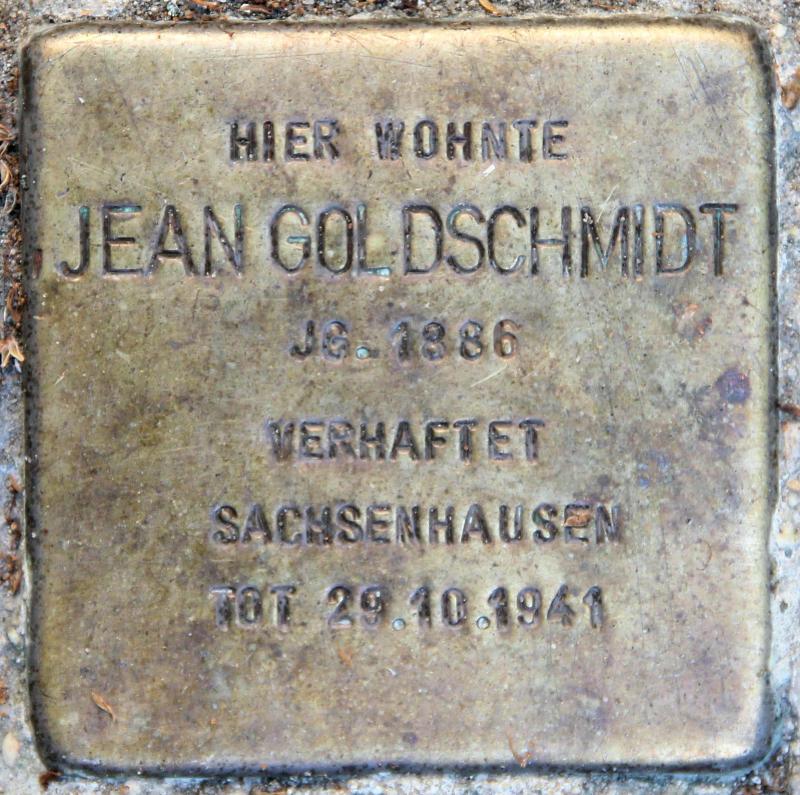 HIER WOHNTE
JEAN GOLDSCHMIDT
JG. 1886
VERHAFTET
SACHSENHAUSEN
TOT 29.10.1941